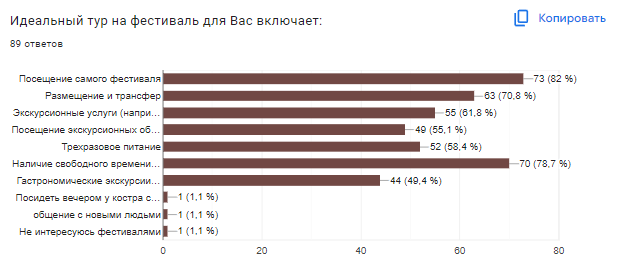 Идеальный тур на фестиваль для Вас включает:
Копировать
89 ответов
Посещение самого фестиваля 73 (82 %)
Размещение и трансфер 63 (70,8 %)
Экскурсионные услуги (напри… 55 (61,8 %)
Посещение экскурсионных об… 49 (55,1 %)
Трехразовое питание 52 (58,4 %)
Наличие свободного времени… 70 (78,7 %)
Гастрономические экскурсии… 44 (49,4 %)
Посидеть вечером у костра с… 1 (1,1 %)
общение с новыми людьми 1 (1,1 %)
Не интересуюсь фестивалями 1 (1,1 %)
0 20 40 60 80